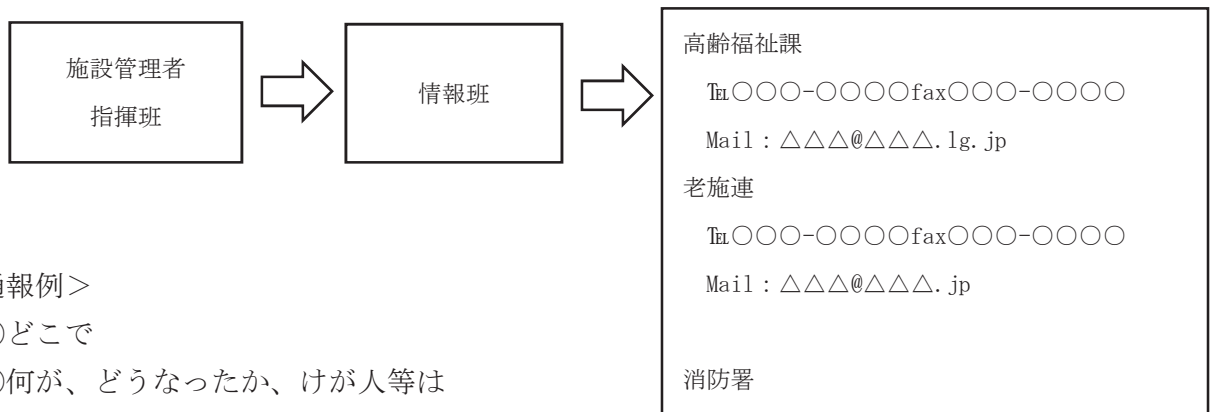 施設管理者
指揮班
情報班
高齢福祉課
℡○○○-○○○○fax○○○-○○○○
Mail：△△△@△△△.lg.jp
老施連
℡○○○-○○○○fax○○○-○○○○
Mail：△△△@△△△.jp
消防署
通報例＞
どこで
何が、どうなったか、けが人等は